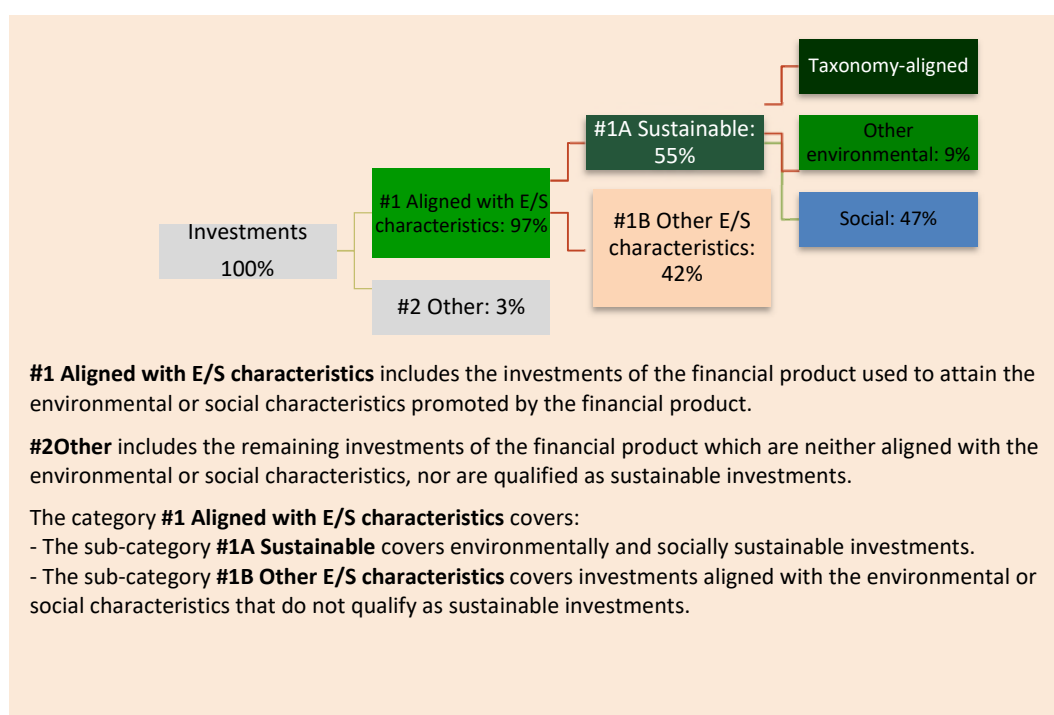 Taxonomy-aligned
#1A Sustainable:
55%
Other
environmental: 9%
#1 Aligned with E/S
characteristics: 97%
#1B Other E/S
characteristics:
42%
Social: 47%
Investments
100%
#2 Other: 3%
#1 Aligned with E/S characteristics includes the investments of the financial product used to attain the
environmental or social characteristics promoted by the financial product.
#2Other includes the remaining investments of the financial product which are neither aligned with the
environmental or social characteristics, nor are qualified as sustainable investments.
The category #1 Aligned with E/S characteristics covers:
- The sub-category #1A Sustainable covers environmentally and socially sustainable investments.
- The sub-category #1B Other E/S characteristics covers investments aligned with the environmental or
social characteristics that do not qualify as sustainable investments.